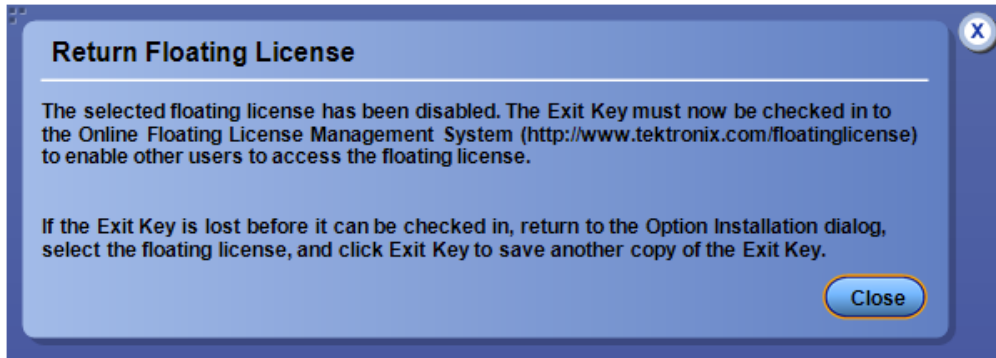 Return Floating License
X
The selected floating license has been disabled. The Exit Key must now be checked in to
the Online Floating License Management System (http://www.tektronix.com/floatinglicense)
to enable other users to access the floating license.
If the Exit Key is lost before it can be checked in, return to the Option Installation dialog,
select the floating license, and click Exit Key to save another copy of the Exit Key.
Close